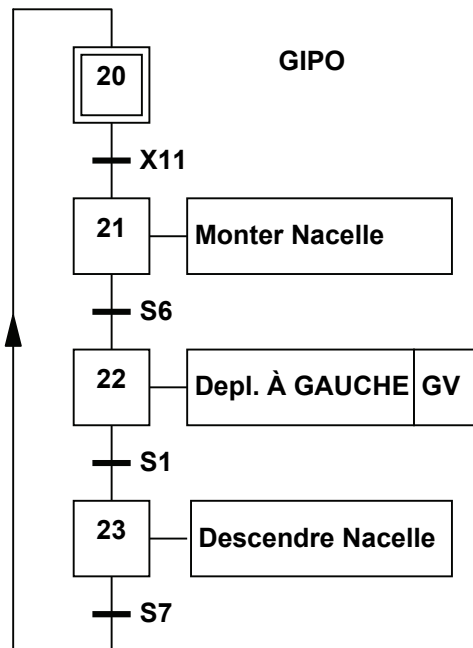 GIPO
20
X11
21 Monter Nacelle
S6
22 Depl. À GAUCHE GV
S1
23 Descendre Nacelle
S7